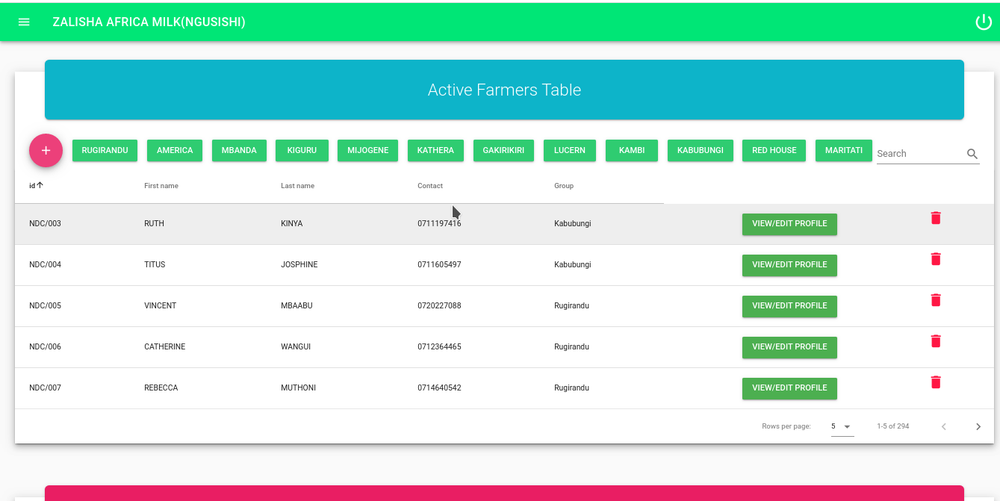 ZALISHA AFRICA MILK(NGUSISHI)
Active Farmers Table
+ RUGIRANDU AMERICA MBANDA KIGURU MIJOGENE KATHERA GAKIRIKIRI LUCERN KAMBI KABUBUNGI RED HOUSE MARITATI Search
id First name Last name Contact Group
NDC/003 RUTH KINYA 0711197416 Kabubungi VIEW/EDIT PROFILE
NDC/004 TITUS JOSPHINE 0711605497 Kabubungi VIEW/EDIT PROFILE
NDC/005 VINCENT MBAABU 0720227088 Rugirandu VIEW/EDIT PROFILE
NDC/006 CATHERINE WANGUI 0712364465 Rugirandu VIEW/EDIT PROFILE
NDC/007 REBECCA MUTHONI 0714640542 Rugirandu VIEW/EDIT PROFILE
Rows per page: 5 1-5 of 294